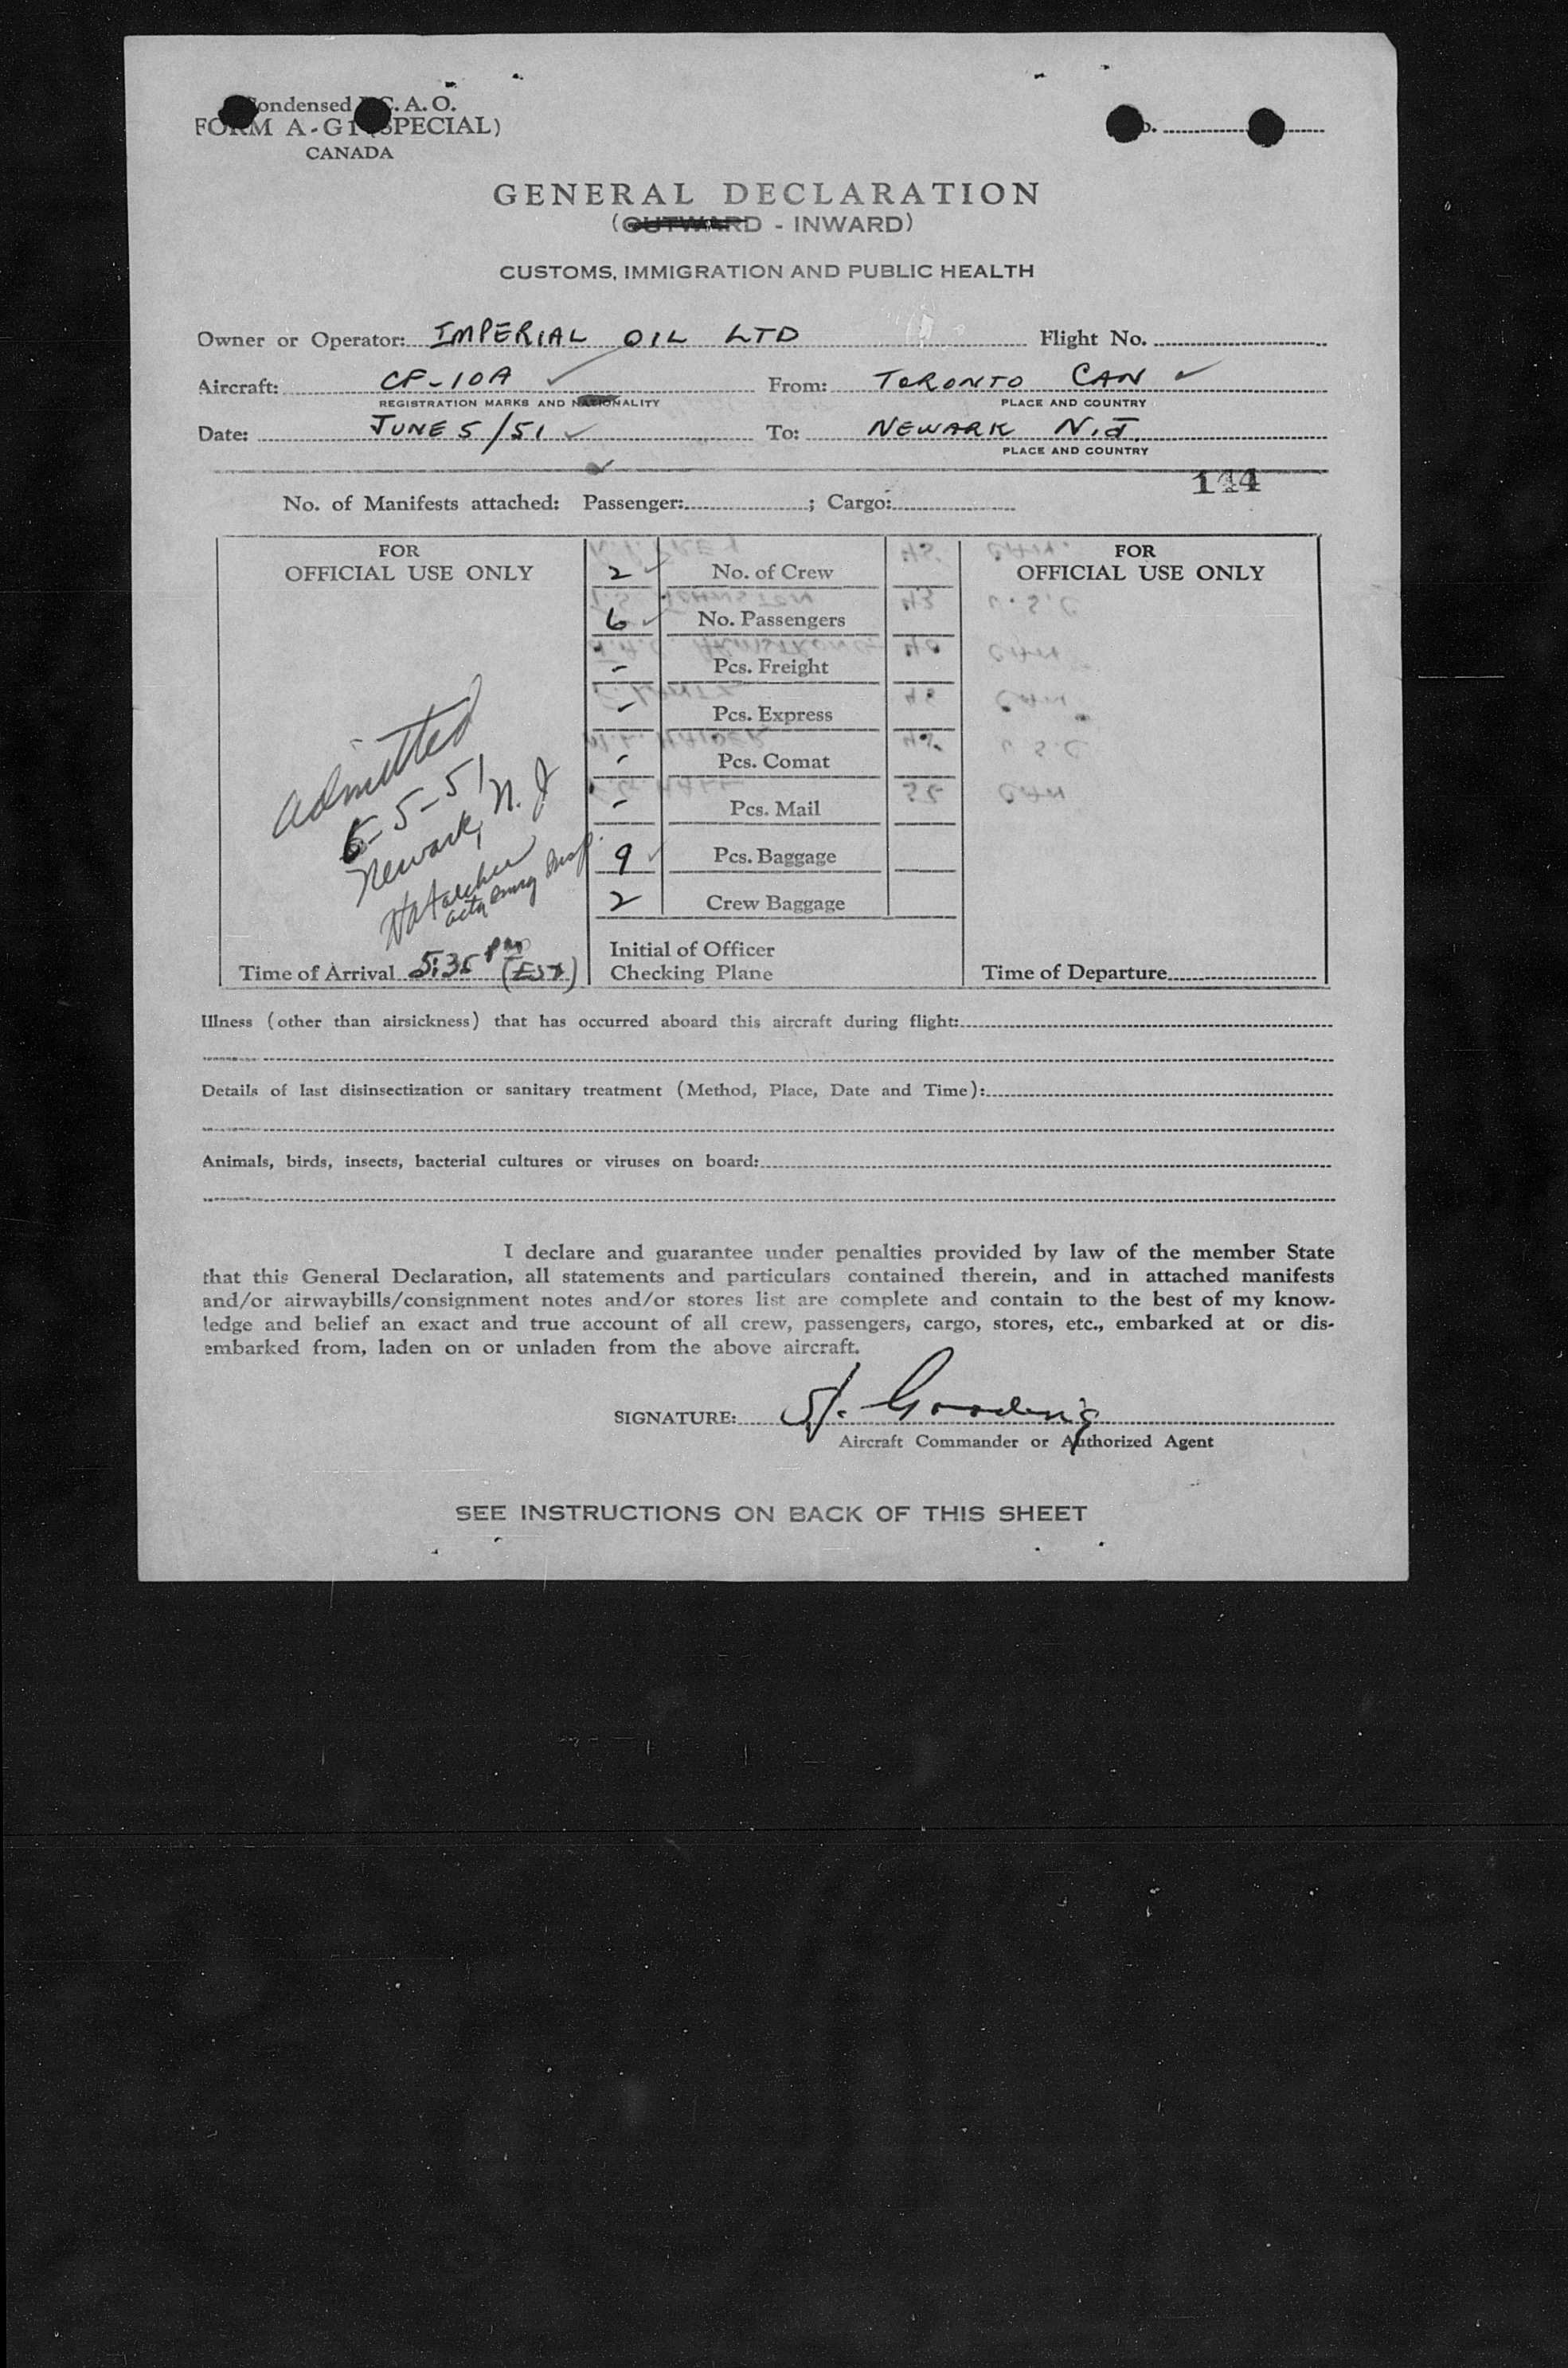 Condensed I.C.A.O.
FORM A-G1 (SPECIAL)
CANADA
GENERAL DECLARATION
(OUTWARD - INWARD)
CUSTOMS, IMMIGRATION AND PUBLIC HEALTH
Owner or Operator: IMPERIAL OIL LTD Flight No.
Aircraft: CF-IOA From: TORONTO CAN
REGISTRATION MARKS AND NATIONALITY PLACE AND COUNTRY
Date: JUNE 5/51 To: NEWARK N.J.
PLACE AND COUNTRY
144
No. of Manifests attached: Passenger: ; Cargo:
FOR
OFFICIAL USE ONLY
admitted
6-5-51
Newark, N.J
acty Immig Insp.
Time of Arrival 5:35 PM (EST)
2 No. of Crew
6 No. Passengers
- Pcs. Freight
- Pcs. Express
- Pcs. Comat
- Pcs. Mail
9 Pcs. Baggage
2 Crew Baggage
Initial of Officer
Checking Plane
FOR
OFFICIAL USE ONLY
Time of Departure
Illness (other than airsickness) that has occurred aboard this aircraft during flight:
Details of last disinsectization or sanitary treatment (Method, Place, Date and Time):
Animals, birds, insects, bacterial cultures or viruses on board:
I declare and guarantee under penalties provided by law of the member State
that this General Declaration, all statements and particulars contained therein, and in attached manifests
and/or airwaybills/consignment notes and/or stores list are complete and contain to the best of my know-
ledge and belief an exact and true account of all crew, passengers, cargo, stores, etc., embarked at or dis-
embarked from, laden on or unladen from the above aircraft.
SIGNATURE: Gooding
Aircraft Commander or Authorized Agent
SEE INSTRUCTIONS ON BACK OF THIS SHEET